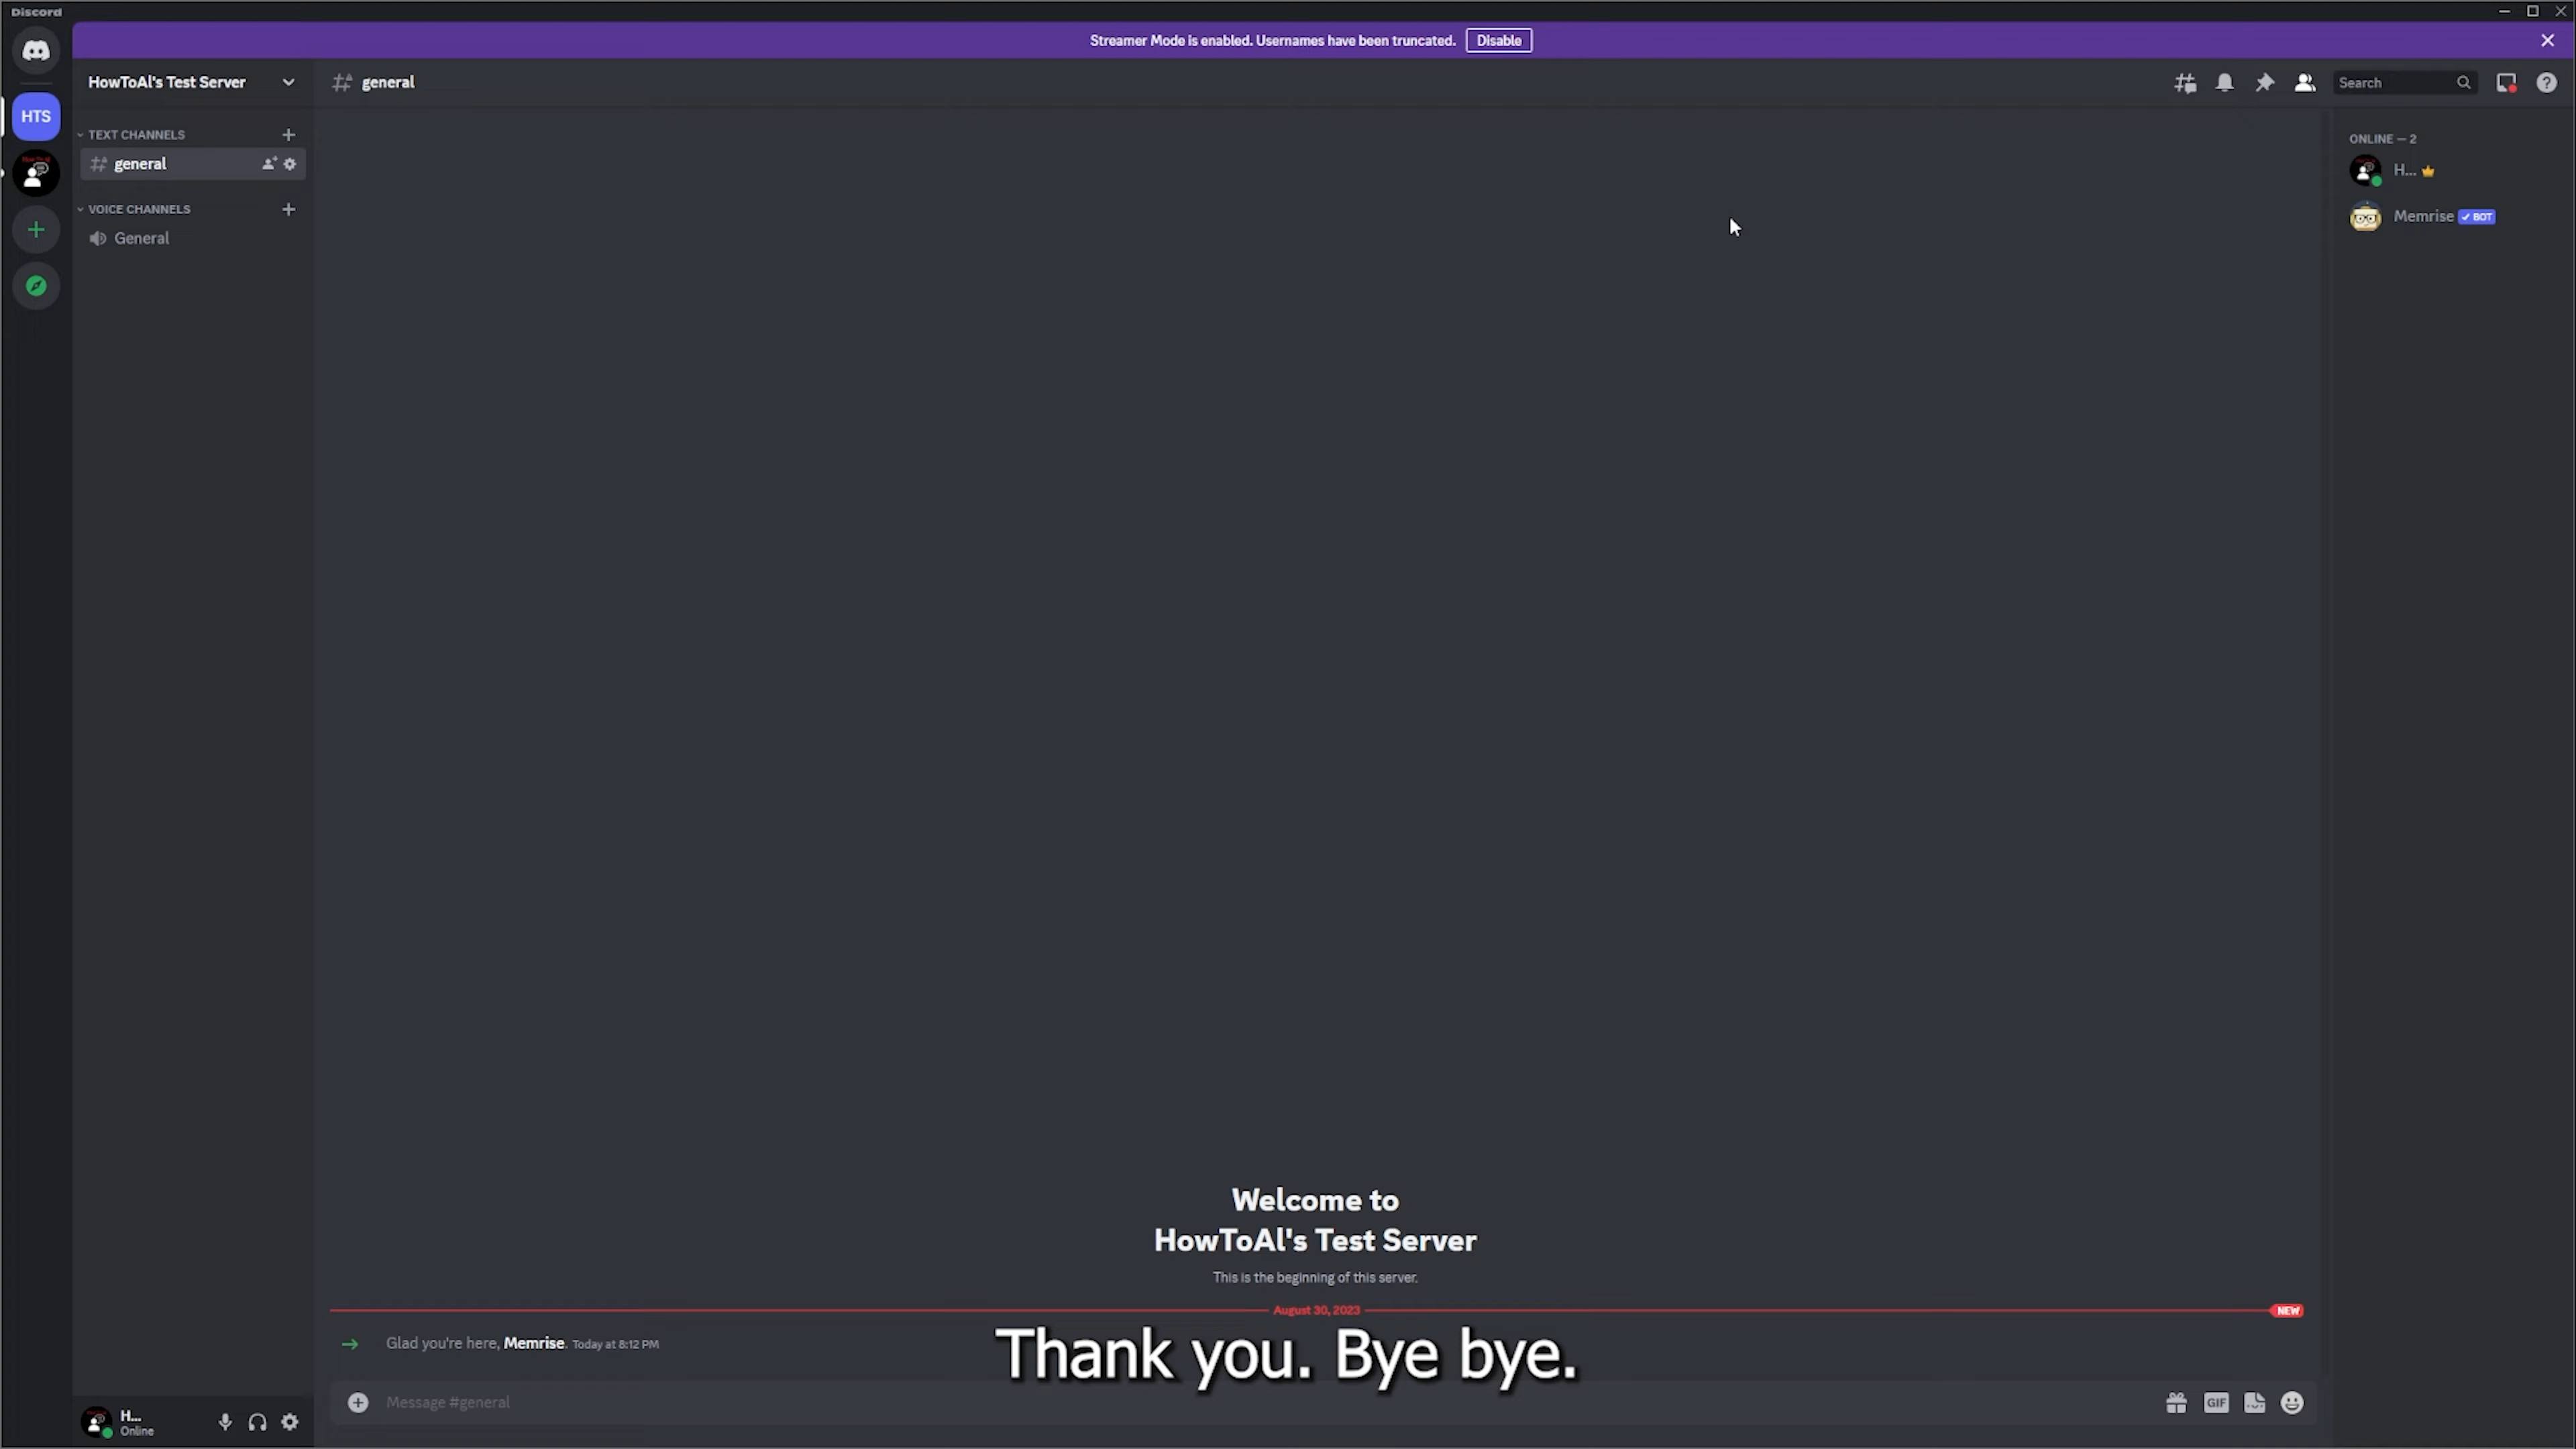 Discord
Streamer Mode is enabled. Usernames have been truncated. Disable
HowToAl's Test Server
general
Search
HTS
TEXT CHANNELS
general
VOICE CHANNELS
General
ONLINE — 2
H...
Memrise BOT
Welcome to
HowToAl's Test Server
This is the beginning of this server.
August 30, 2023 NEW
Glad you're here, Memrise. Today at 8:12 PM
Thank you. Bye bye.
Message #general
GIF
H...
Online